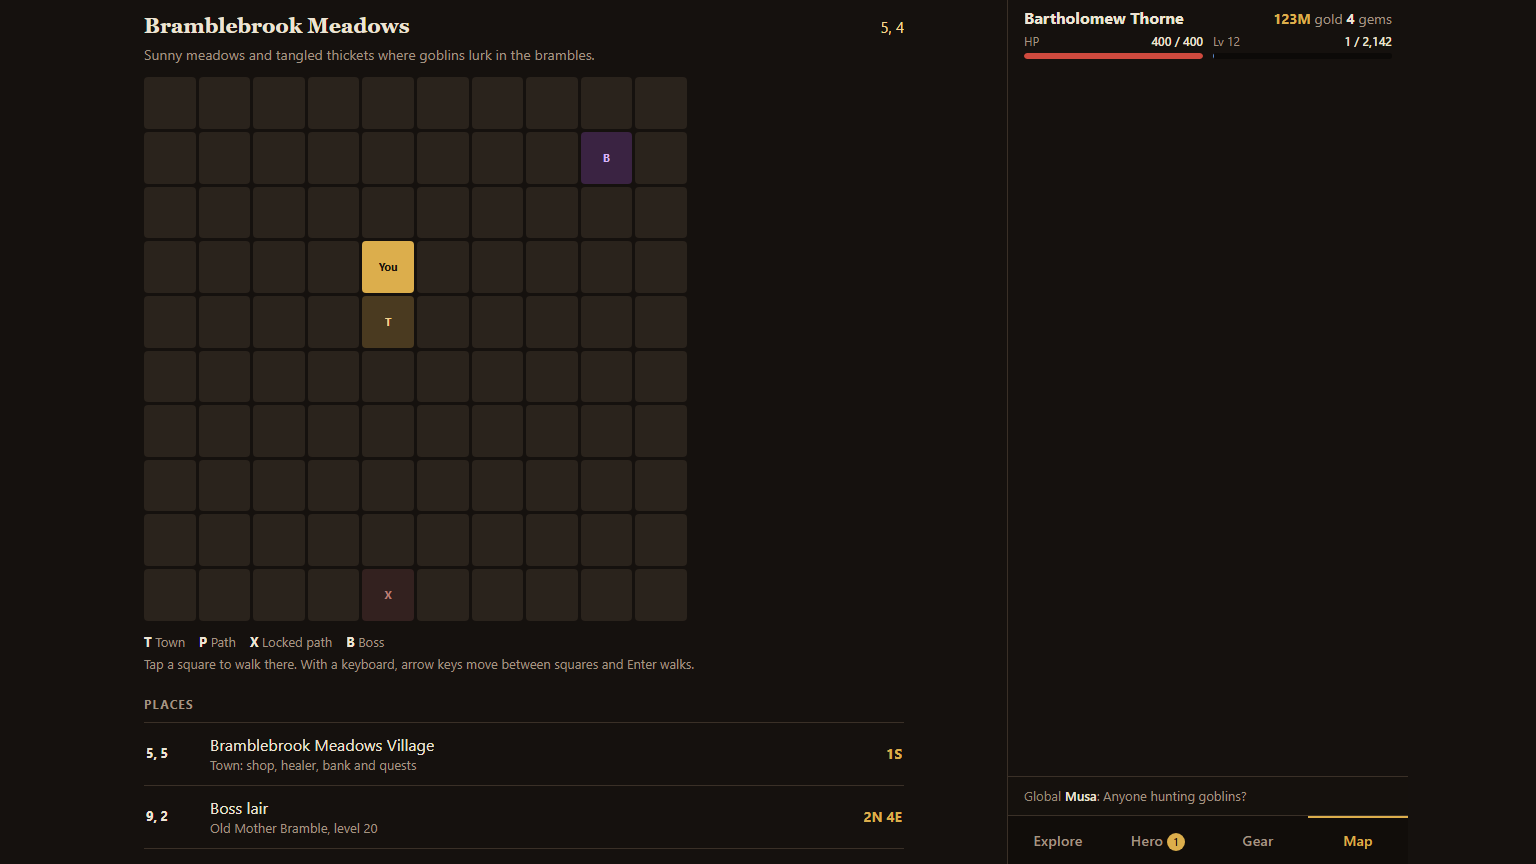 Bramblebrook Meadows
5, 4
Sunny meadows and tangled thickets where goblins lurk in the brambles.
B
You
T
X
T Town P Path X Locked path B Boss
Tap a square to walk there. With a keyboard, arrow keys move between squares and Enter walks.
PLACES
5, 5
Bramblebrook Meadows Village
Town: shop, healer, bank and quests
1S
9, 2
Boss lair
Old Mother Bramble, level 20
2N 4E
Bartholomew Thorne
123M gold 4 gems
HP 400 / 400
Lv 12 1 / 2,142
Global Musa: Anyone hunting goblins?
Explore
Hero 1
Gear
Map